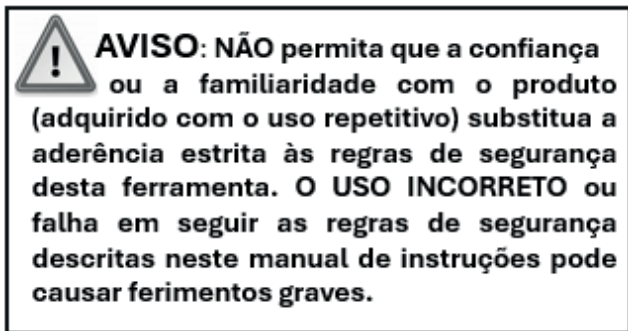 AVISO: NÃO permita que a confiança
ou a familiaridade com o produto
(adquirido com o uso repetitivo) substitua a
aderência estrita às regras de segurança
desta ferramenta. O USO INCORRETO ou
falha em seguir as regras de segurança
descritas neste manual de instruções pode
causar ferimentos graves.